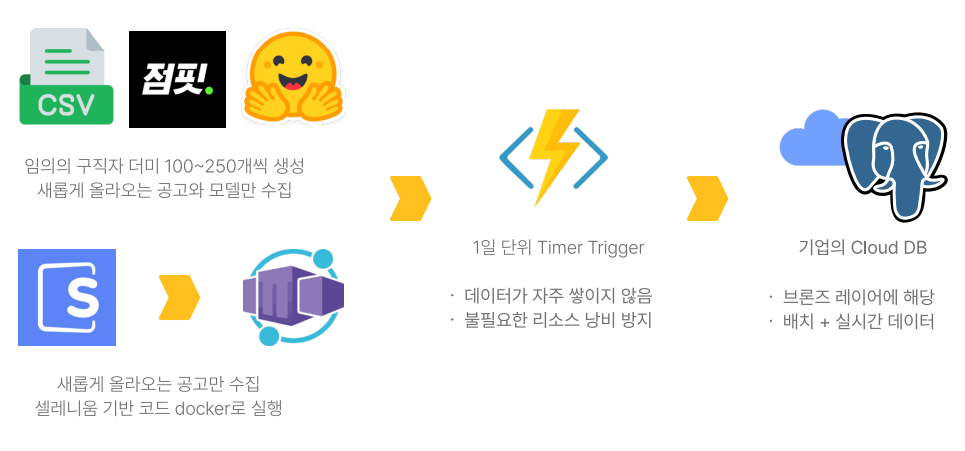 CSV
점핏.
임의의 구직자 더미 100~250개씩 생성
새롭게 올라오는 공고와 모델만 수집
S
새롭게 올라오는 공고만 수집
셀레니움 기반 코드 docker로 실행
1일 단위 Timer Trigger
· 데이터가 자주 쌓이지 않음
· 불필요한 리소스 낭비 방지
기업의 Cloud DB
· 브론즈 레이어에 해당
· 배치 + 실시간 데이터